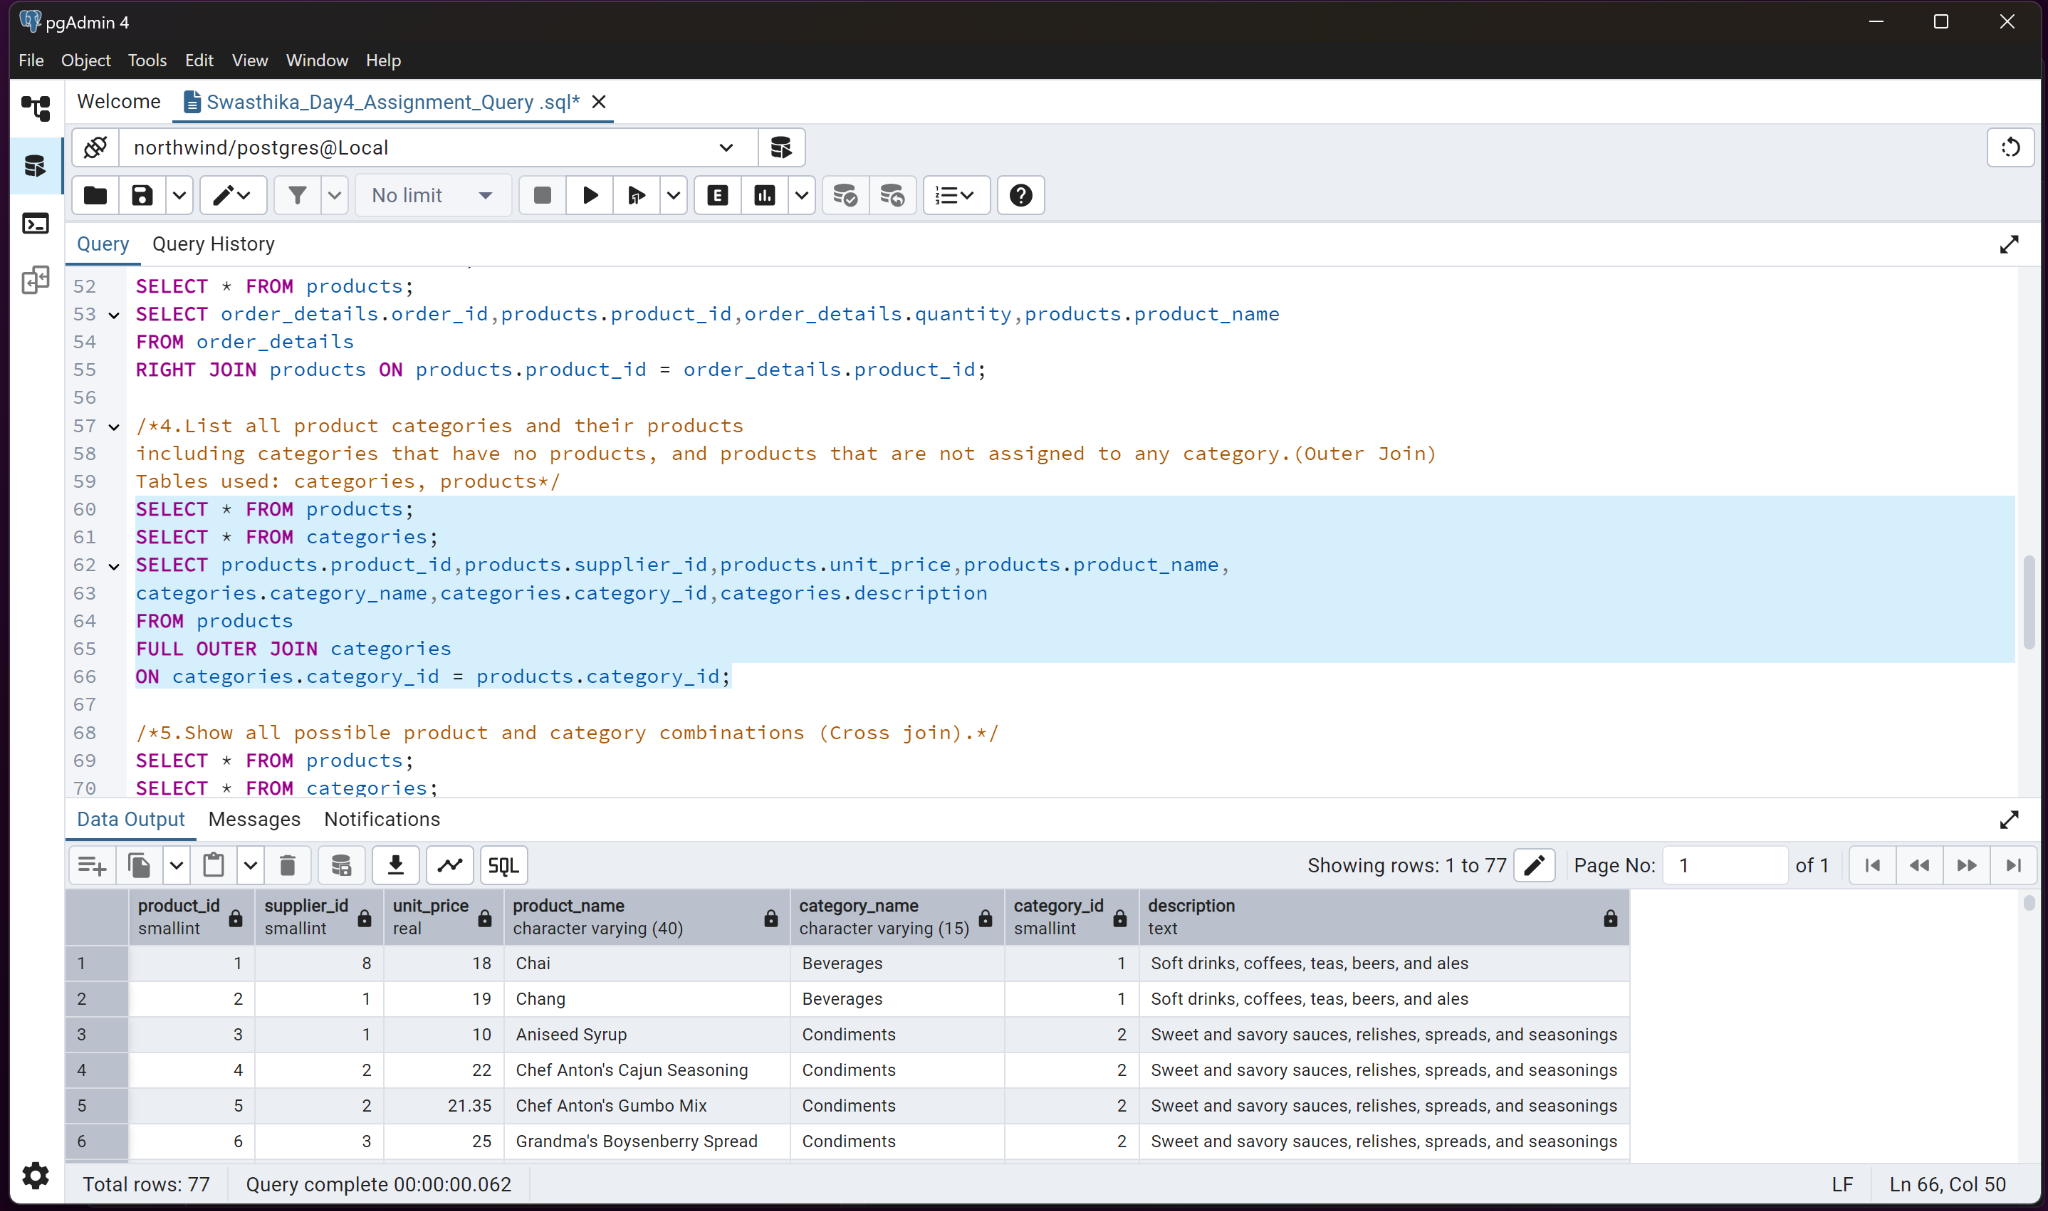 pgAdmin 4
File Object Tools Edit View Window Help
Welcome Swasthika_Day4_Assignment_Query .sql*
northwind/postgres@Local
No limit
E
Query Query History
52 SELECT * FROM products;
53 SELECT order_details.order_id,products.product_id,order_details.quantity,products.product_name
54 FROM order_details
55 RIGHT JOIN products ON products.product_id = order_details.product_id;
56
57 /*4.List all product categories and their products
58 including categories that have no products, and products that are not assigned to any category.(Outer Join)
59 Tables used: categories, products*/
60 SELECT * FROM products;
61 SELECT * FROM categories;
62 SELECT products.product_id,products.supplier_id,products.unit_price,products.product_name,
63 categories.category_name,categories.category_id,categories.description
64 FROM products
65 FULL OUTER JOIN categories
66 ON categories.category_id = products.category_id;
67
68 /*5.Show all possible product and category combinations (Cross join).*/
69 SELECT * FROM products;
70 SELECT * FROM categories;
Data Output Messages Notifications
SQL Showing rows: 1 to 77 Page No: 1 of 1
product_id supplier_id unit_price product_name category_name category_id description
smallint smallint real character varying (40) character varying (15) smallint text
1 1 8 18 Chai Beverages 1 Soft drinks, coffees, teas, beers, and ales
2 2 1 19 Chang Beverages 1 Soft drinks, coffees, teas, beers, and ales
3 3 1 10 Aniseed Syrup Condiments 2 Sweet and savory sauces, relishes, spreads, and seasonings
4 4 2 22 Chef Anton's Cajun Seasoning Condiments 2 Sweet and savory sauces, relishes, spreads, and seasonings
5 5 2 21.35 Chef Anton's Gumbo Mix Condiments 2 Sweet and savory sauces, relishes, spreads, and seasonings
6 6 3 25 Grandma's Boysenberry Spread Condiments 2 Sweet and savory sauces, relishes, spreads, and seasonings
Total rows: 77 Query complete 00:00:00.062 LF Ln 66, Col 50